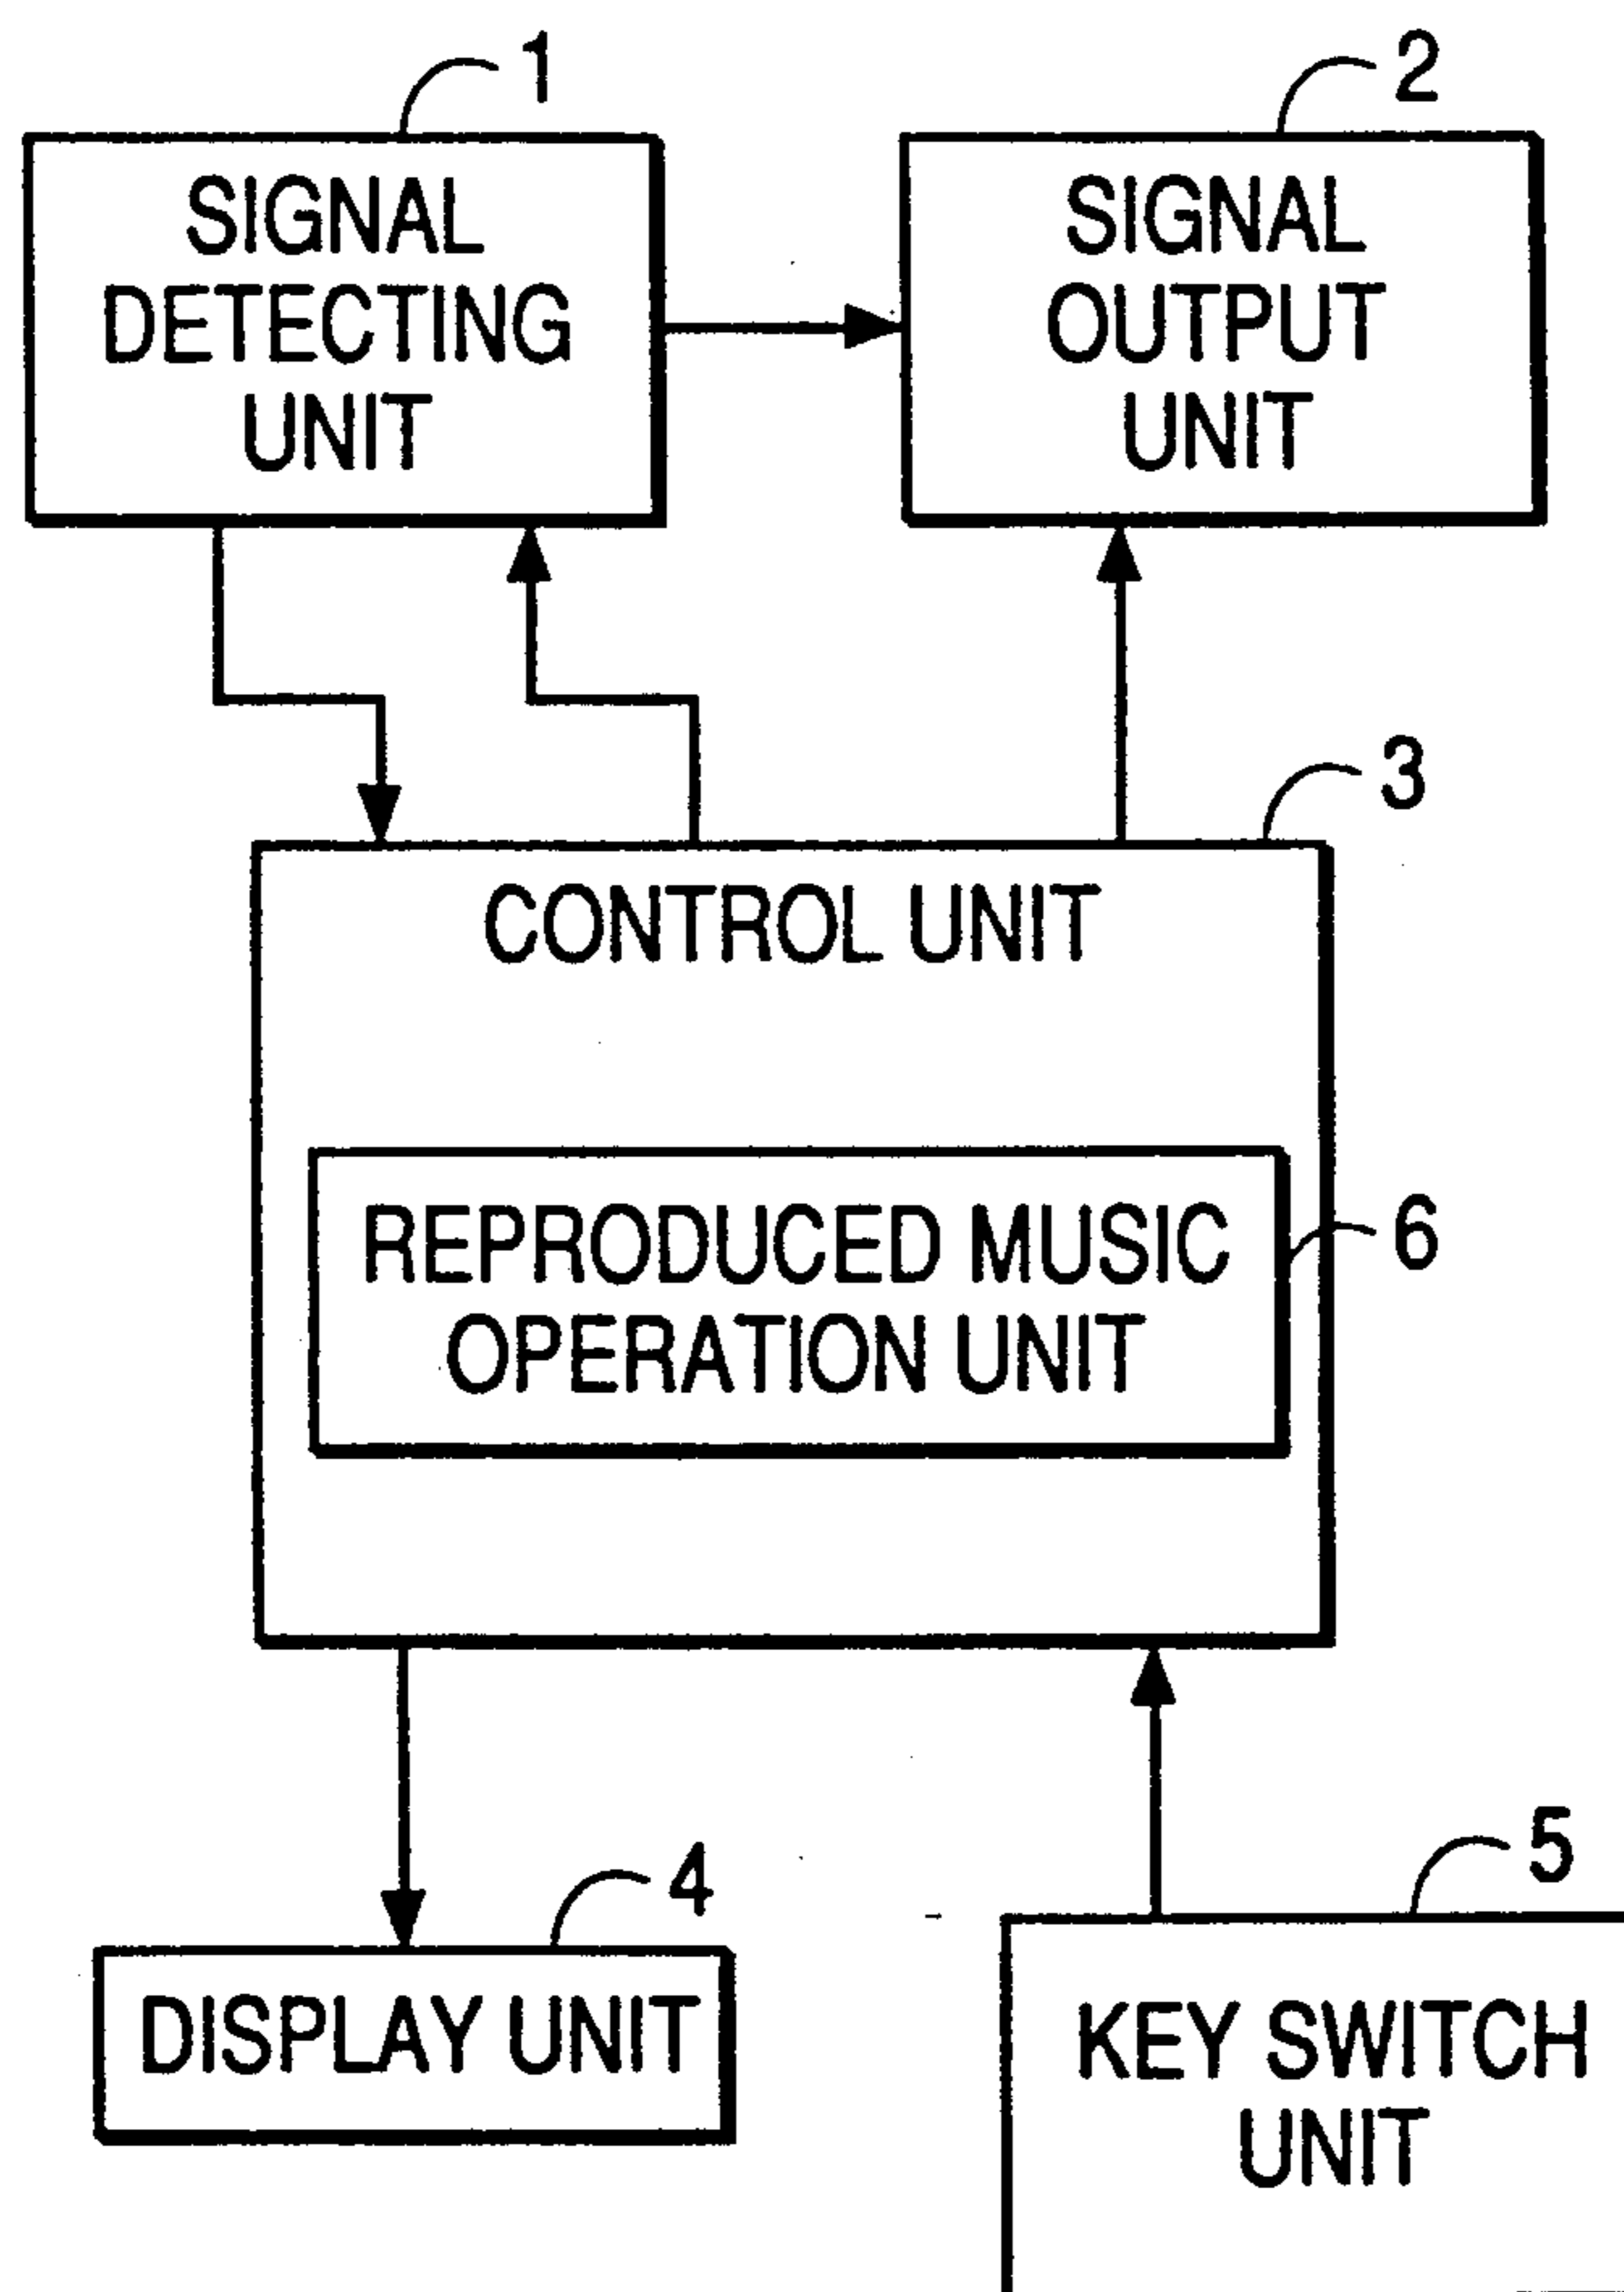 1
2
SIGNAL
DETECTING
UNIT
SIGNAL
OUTPUT
UNIT
3
CONTROL UNIT
REPRODUCED MUSIC
OPERATION UNIT
6
4
5
DISPLAY UNIT
KEY SWITCH
UNIT